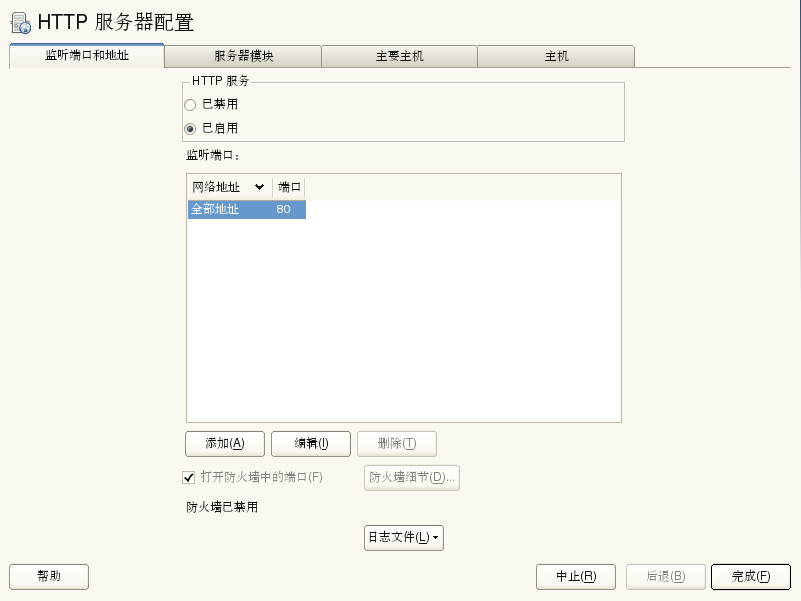 HTTP 服务器配置
监听端口和地址 服务器模块 主要主机 主机
HTTP 服务
已禁用
已启用
监听端口：
网络地址 端口
全部地址 80
添加(A) 编辑(I) 删除(T)
打开防火墙中的端口(F) 防火墙细节(D)...
防火墙已禁用
日志文件(L)
帮助 中止(R) 后退(B) 完成(F)